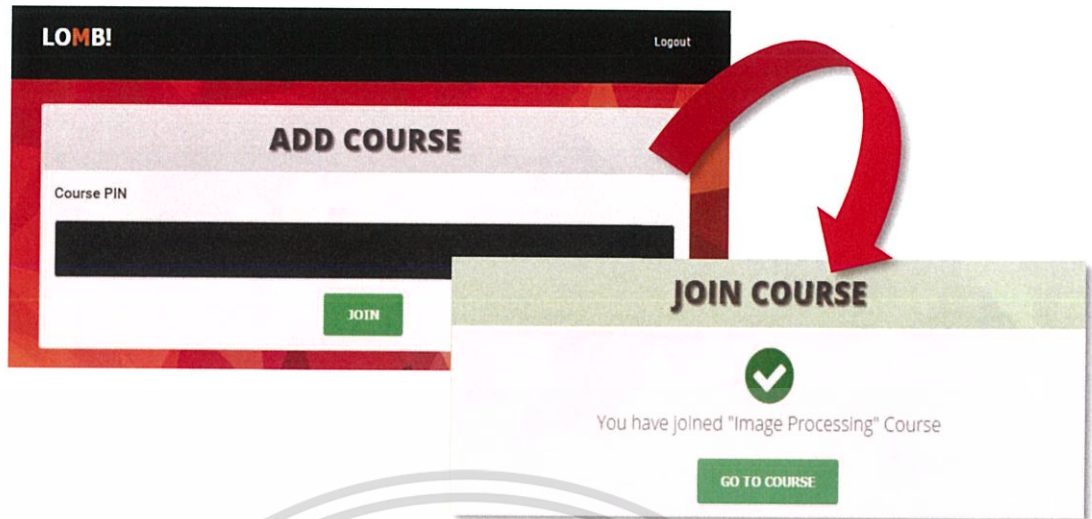 LOMB!
Logout
ADD COURSE
Course PIN
JOIN
JOIN COURSE
You have joined "Image Processing" Course
GO TO COURSE